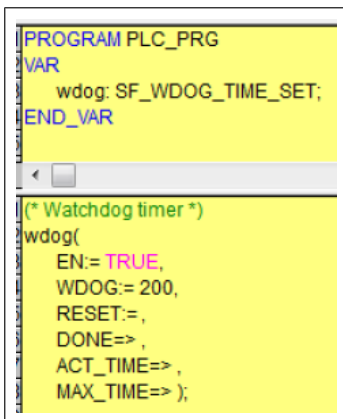 PROGRAM PLC_PRG
VAR
wdog: SF_WDOG_TIME_SET;
END_VAR
(* Watchdog timer *)
wdog(
EN:= TRUE,
WDOG:= 200,
RESET:= ,
DONE=> ,
ACT_TIME=> ,
MAX_TIME=> );